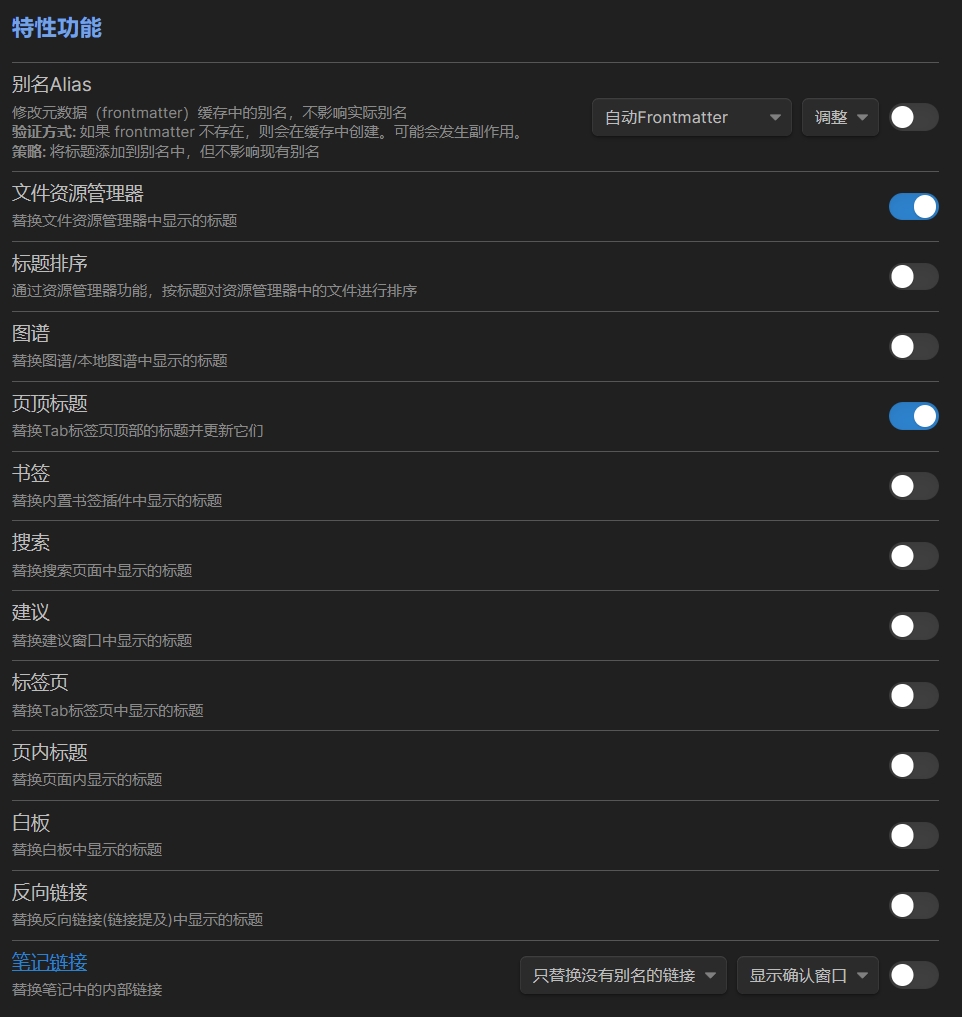 特性功能
别名Alias
修改元数据（frontmatter）缓存中的别名，不影响实际别名
验证方式: 如果 frontmatter 不存在，则会在缓存中创建。可能会发生副作用。
策略: 将标题添加到别名中，但不影响现有别名
自动Frontmatter
调整
文件资源管理器
替换文件资源管理器中显示的标题
标题排序
通过资源管理器功能，按标题对资源管理器中的文件进行排序
图谱
替换图谱/本地图谱中显示的标题
页顶标题
替换Tab标签页顶部的标题并更新它们
书签
替换内置书签插件中显示的标题
搜索
替换搜索页面中显示的标题
建议
替换建议窗口中显示的标题
标签页
替换Tab标签页中显示的标题
页内标题
替换页面内显示的标题
白板
替换白板中显示的标题
反向链接
替换反向链接(链接提及)中显示的标题
笔记链接
替换笔记中的内部链接
只替换没有别名的链接
显示确认窗口